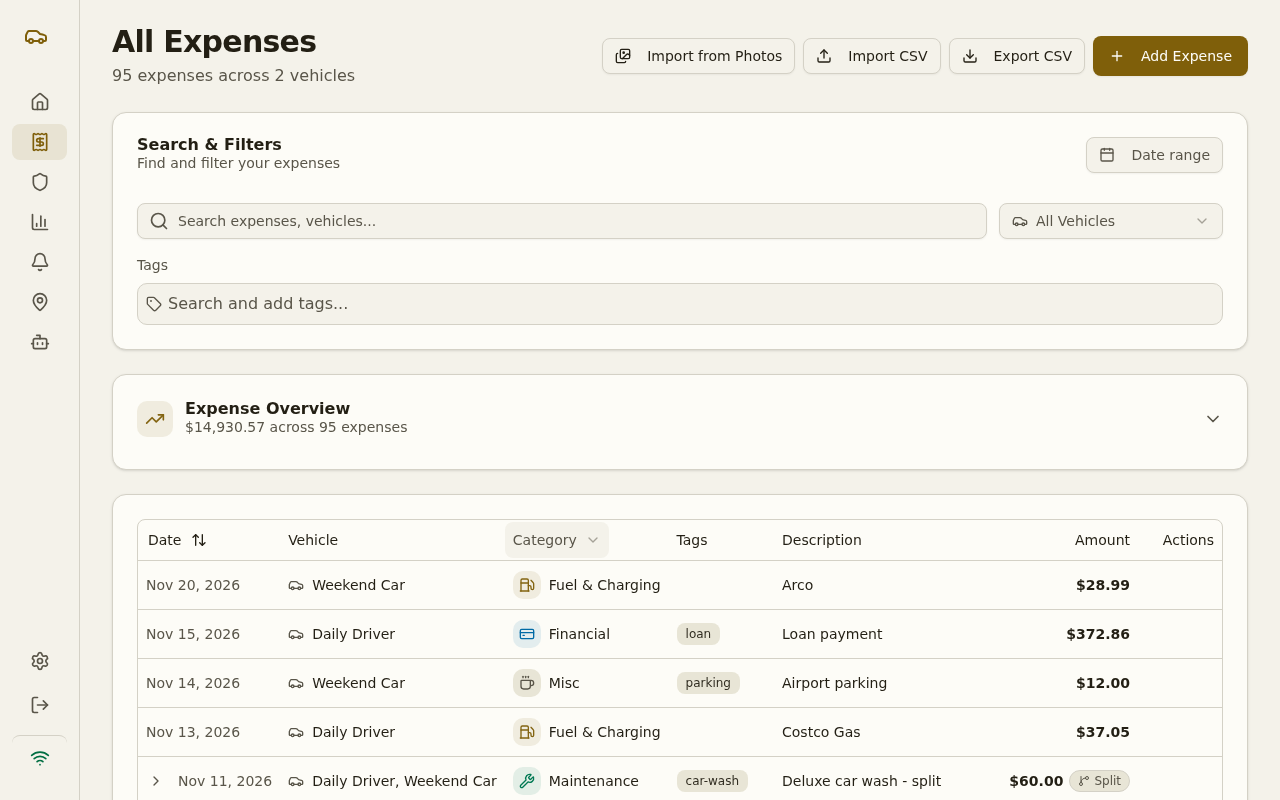 All Expenses
95 expenses across 2 vehicles
Import from Photos
Import CSV
Export CSV
Add Expense
Search & Filters
Find and filter your expenses
Date range
Search expenses, vehicles...
All Vehicles
Tags
Search and add tags...
Expense Overview
$14,930.57 across 95 expenses
Date Vehicle Category Tags Description Amount Actions
Nov 20, 2026 Weekend Car Fuel & Charging Arco $28.99
Nov 15, 2026 Daily Driver Financial loan Loan payment $372.86
Nov 14, 2026 Weekend Car Misc parking Airport parking $12.00
Nov 13, 2026 Daily Driver Fuel & Charging Costco Gas $37.05
Nov 11, 2026 Daily Driver, Weekend Car Maintenance car-wash Deluxe car wash - split $60.00 Split